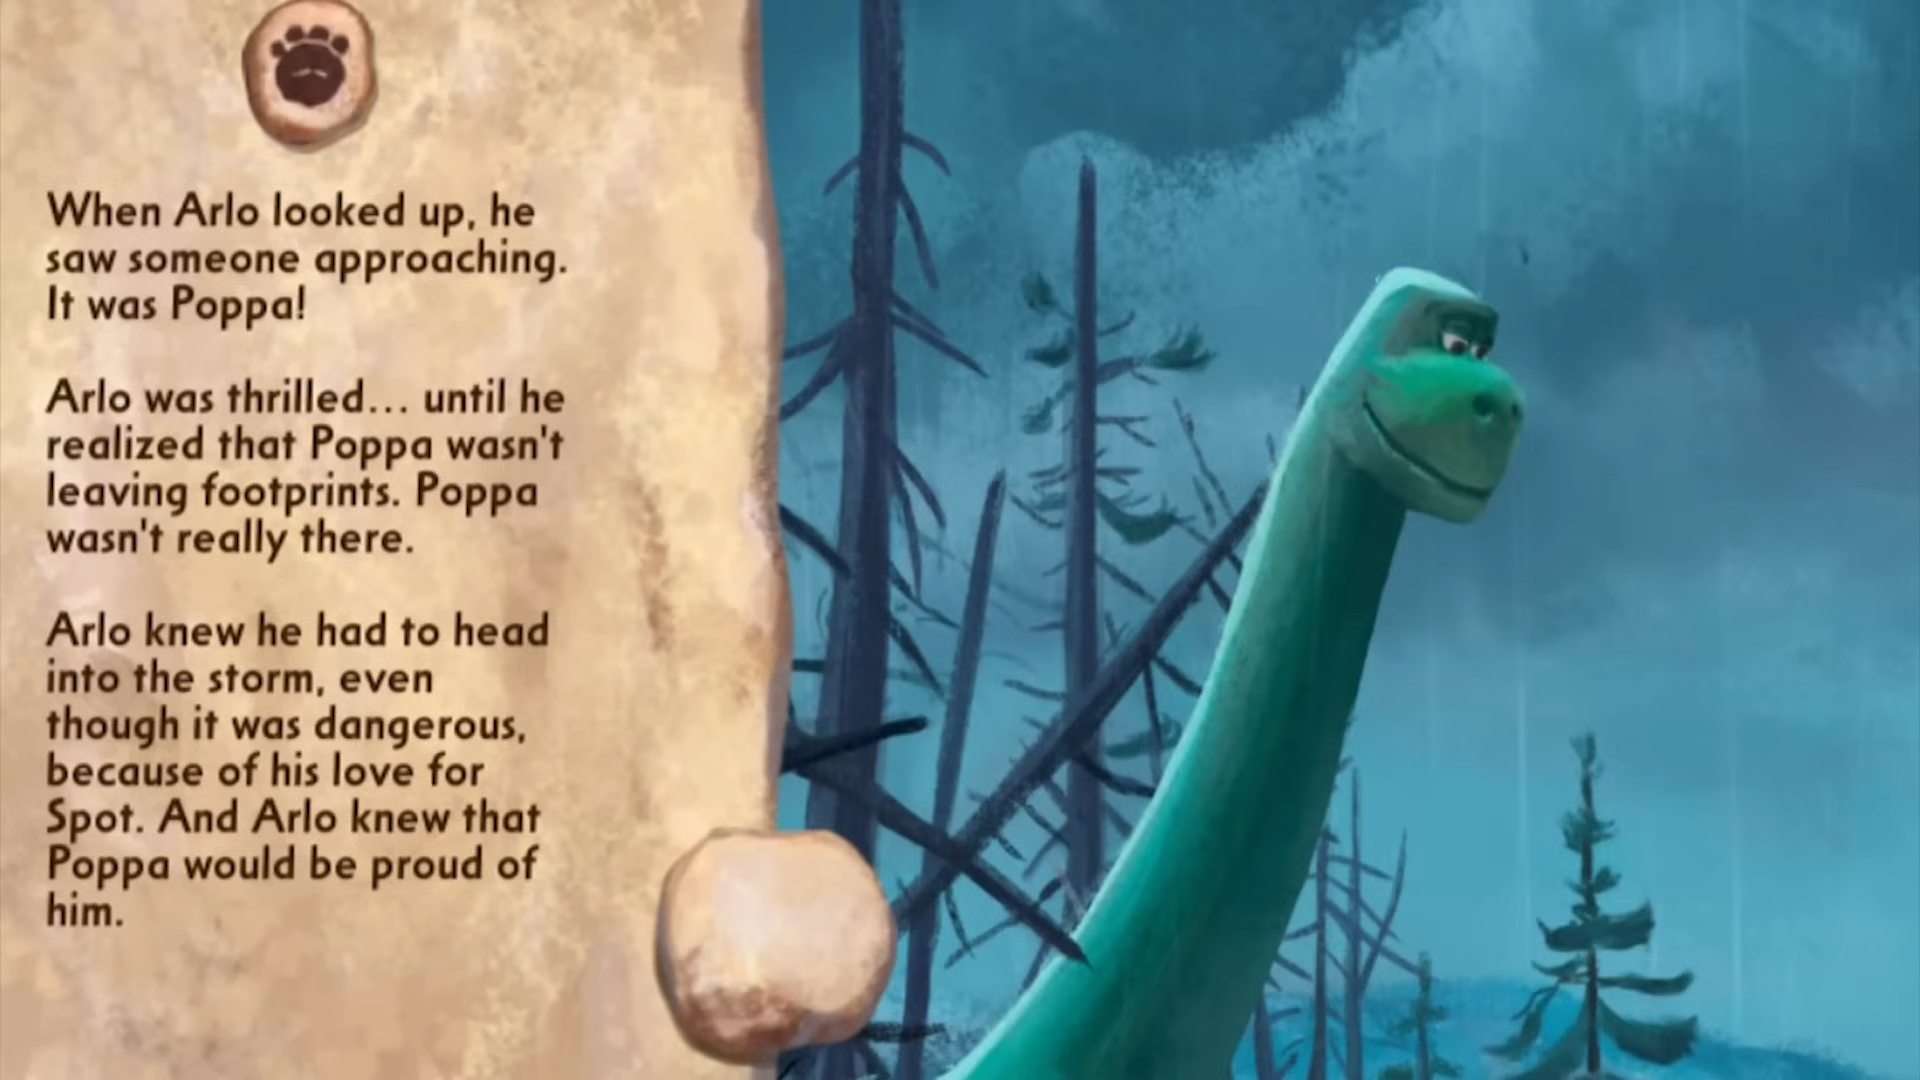 When Arlo looked up, he
saw someone approaching.
It was Poppa!
Arlo was thrilled... until he
realized that Poppa wasn't
leaving footprints. Poppa
wasn't really there.
Arlo knew he had to head
into the storm, even
though it was dangerous,
because of his love for
Spot. And Arlo knew that
Poppa would be proud of
him.